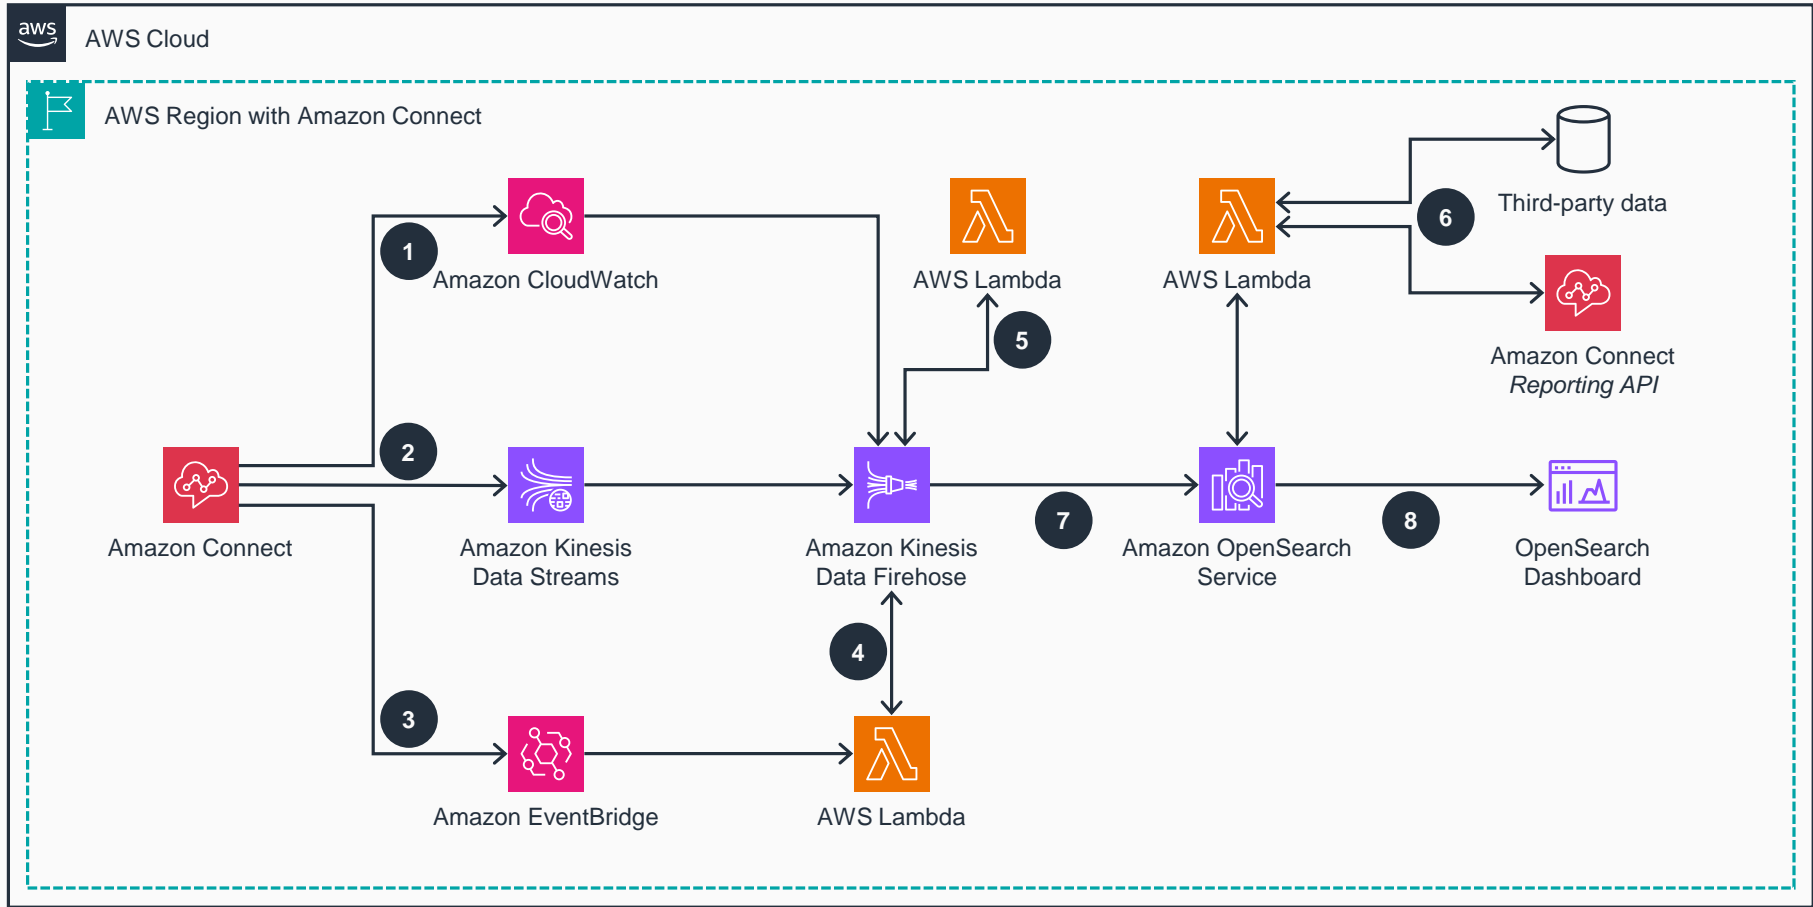 aws
AWS Cloud
AWS Region with Amazon Connect
Third-party data
6
1
Amazon CloudWatch
AWS Lambda
AWS Lambda
5
Amazon Connect
Reporting API
2
7
8
Amazon Connect
Amazon Kinesis
Data Streams
Amazon Kinesis
Data Firehose
Amazon OpenSearch
Service
OpenSearch
Dashboard
4
3
Amazon EventBridge
AWS Lambda